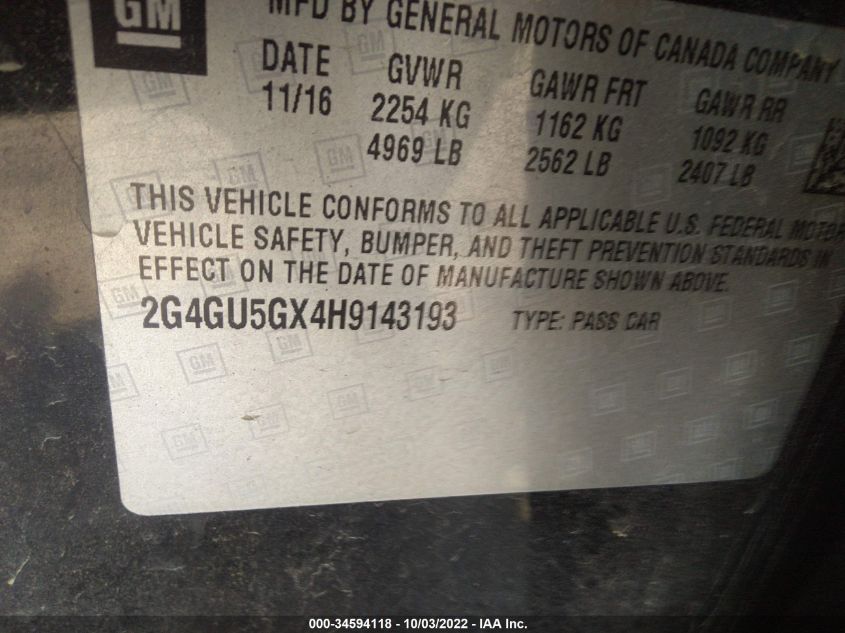 GM
MFD BY GENERAL MOTORS OF CANADA COMPANY
DATE GVWR GAWR FRT GAWR RR
11/16 2254 KG 1162 KG 1092 KG
4969 LB 2562 LB 2407 LB
THIS VEHICLE CONFORMS TO ALL APPLICABLE U.S. FEDERAL MOTOR
VEHICLE SAFETY, BUMPER, AND THEFT PREVENTION STANDARDS IN
EFFECT ON THE DATE OF MANUFACTURE SHOWN ABOVE.
2G4GU5GX4H9143193 TYPE: PASS CAR
000-34594118 - 10/03/2022 - IAA Inc.